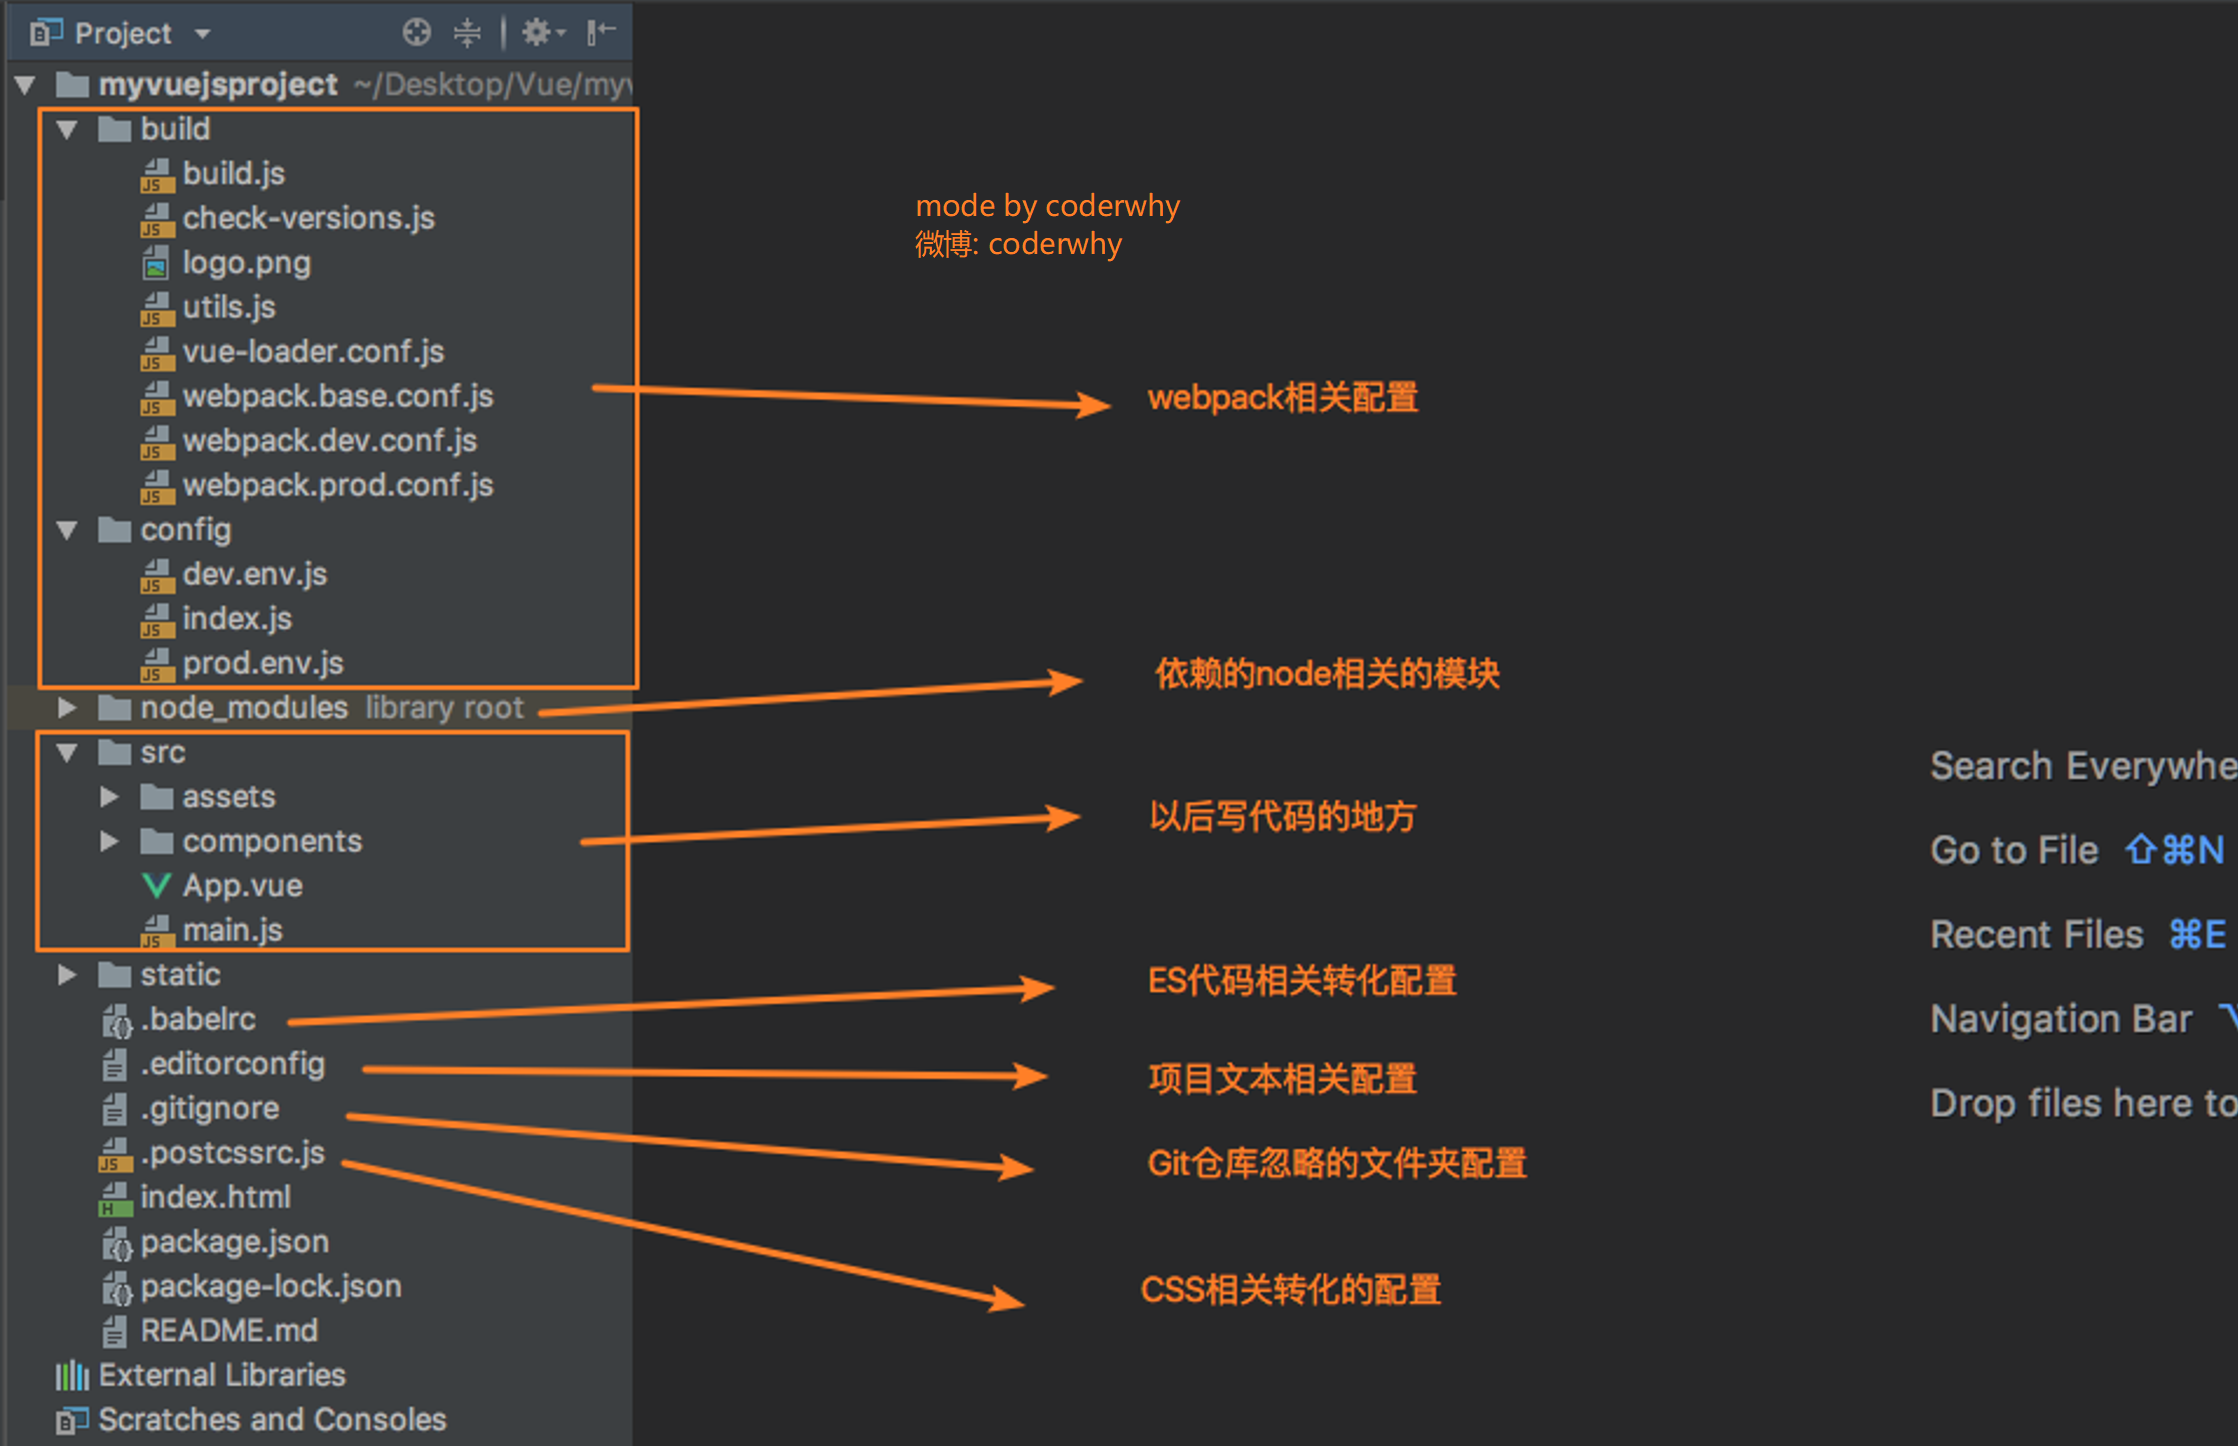 Project
myvuejsproject ~/Desktop/Vue/myv
build
build.js
check-versions.js
logo.png
utils.js
vue-loader.conf.js
webpack.base.conf.js
webpack.dev.conf.js
webpack.prod.conf.js
config
dev.env.js
index.js
prod.env.js
node_modules library root
src
assets
components
App.vue
main.js
static
.babelrc
.editorconfig
.gitignore
.postcssrc.js
index.html
package.json
package-lock.json
README.md
External Libraries
Scratches and Consoles
mode by coderwhy
微博: coderwhy
webpack相关配置
依赖的node相关的模块
以后写代码的地方
ES代码相关转化配置
项目文本相关配置
Git仓库忽略的文件夹配置
CSS相关转化的配置
Search Everywhe
Go to File ⇧⌘N
Recent Files ⌘E
Navigation Bar
Drop files here to